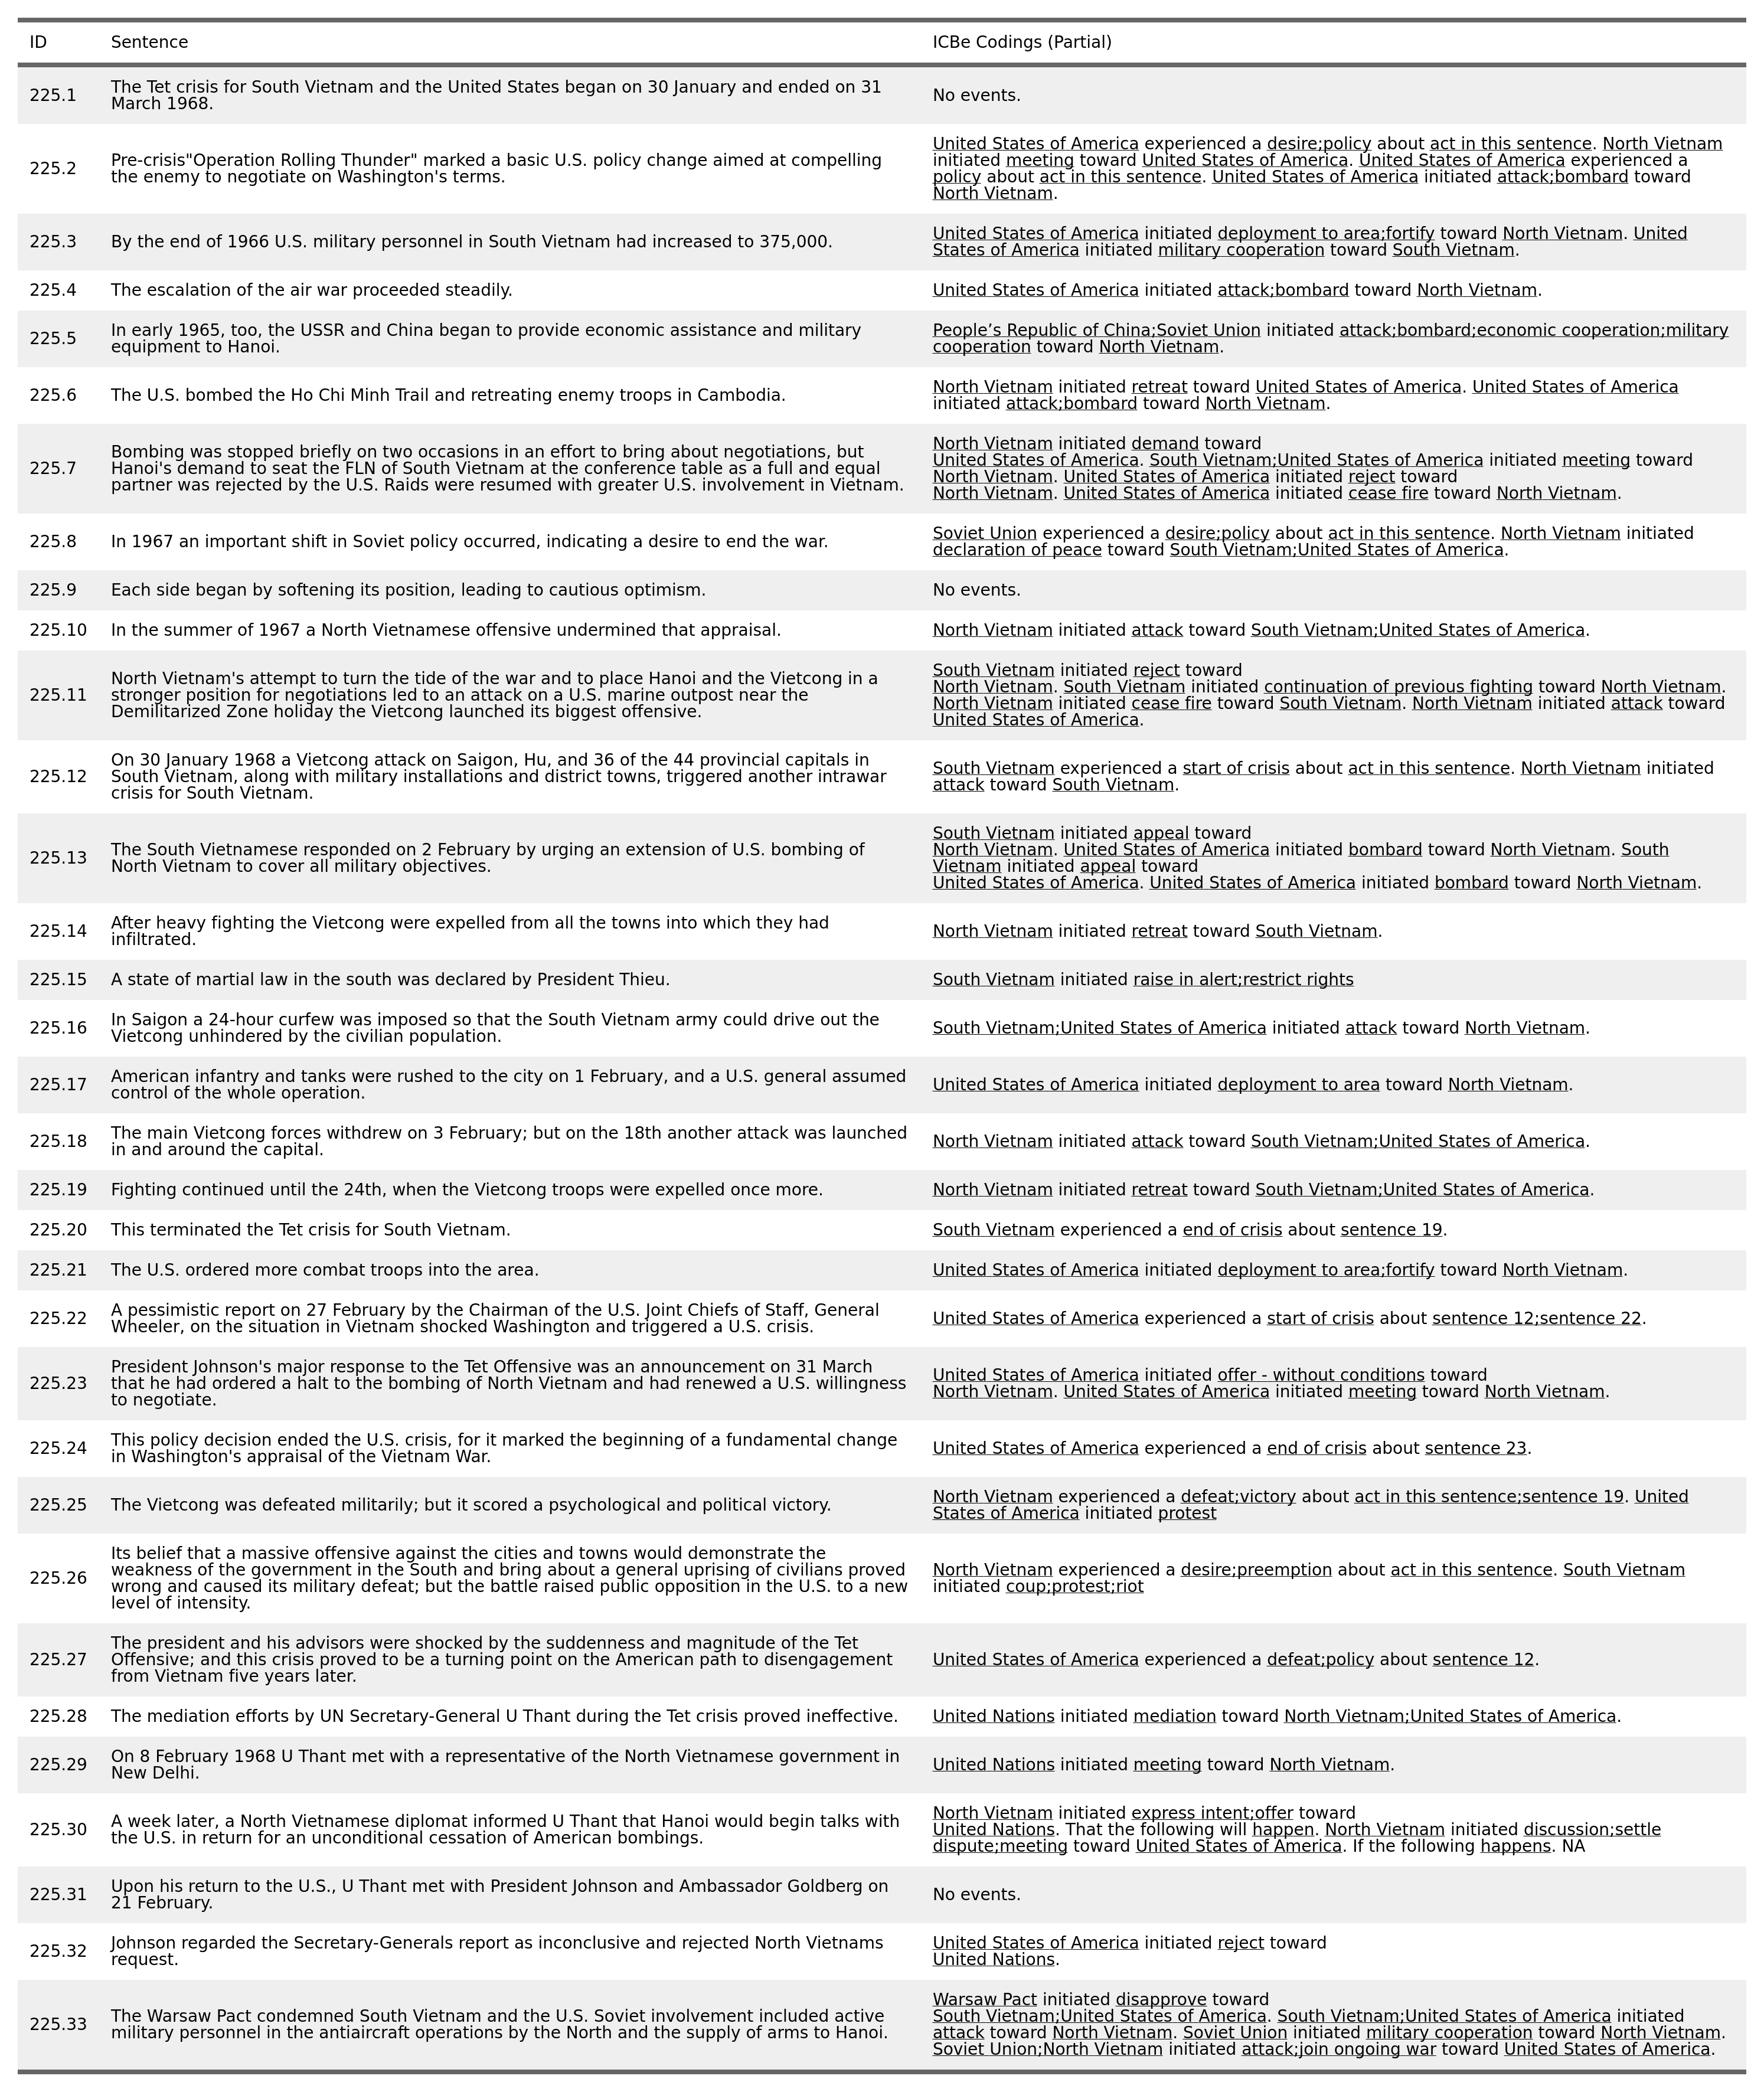 ID Sentence ICBe Codings (Partial)
225.1 The Tet crisis for South Vietnam and the United States began on 30 January and ended on 31
March 1968.
No events.
225.2 Pre-crisis"Operation Rolling Thunder" marked a basic U.S. policy change aimed at compelling
the enemy to negotiate on Washington's terms.
United States of America experienced a desire;policy about act in this sentence. North Vietnam
initiated meeting toward United States of America. United States of America experienced a
policy about act in this sentence. United States of America initiated attack;bombard toward
North Vietnam.
225.3 By the end of 1966 U.S. military personnel in South Vietnam had increased to 375,000.
United States of America initiated deployment to area;fortify toward North Vietnam. United
States of America initiated military cooperation toward South Vietnam.
225.4 The escalation of the air war proceeded steadily.
United States of America initiated attack;bombard toward North Vietnam.
225.5 In early 1965, too, the USSR and China began to provide economic assistance and military
equipment to Hanoi.
People’s Republic of China;Soviet Union initiated attack;bombard;economic cooperation;military
cooperation toward North Vietnam.
225.6 The U.S. bombed the Ho Chi Minh Trail and retreating enemy troops in Cambodia.
North Vietnam initiated retreat toward United States of America. United States of America
initiated attack;bombard toward North Vietnam.
225.7 Bombing was stopped briefly on two occasions in an effort to bring about negotiations, but
Hanoi's demand to seat the FLN of South Vietnam at the conference table as a full and equal
partner was rejected by the U.S. Raids were resumed with greater U.S. involvement in Vietnam.
North Vietnam initiated demand toward
United States of America. South Vietnam;United States of America initiated meeting toward
North Vietnam. United States of America initiated reject toward
North Vietnam. United States of America initiated cease fire toward North Vietnam.
225.8 In 1967 an important shift in Soviet policy occurred, indicating a desire to end the war.
Soviet Union experienced a desire;policy about act in this sentence. North Vietnam initiated
declaration of peace toward South Vietnam;United States of America.
225.9 Each side began by softening its position, leading to cautious optimism.
No events.
225.10 In the summer of 1967 a North Vietnamese offensive undermined that appraisal.
North Vietnam initiated attack toward South Vietnam;United States of America.
225.11 North Vietnam's attempt to turn the tide of the war and to place Hanoi and the Vietcong in a
stronger position for negotiations led to an attack on a U.S. marine outpost near the
Demilitarized Zone holiday the Vietcong launched its biggest offensive.
South Vietnam initiated reject toward
North Vietnam. South Vietnam initiated continuation of previous fighting toward North Vietnam.
North Vietnam initiated cease fire toward South Vietnam. North Vietnam initiated attack toward
United States of America.
225.12 On 30 January 1968 a Vietcong attack on Saigon, Hu, and 36 of the 44 provincial capitals in
South Vietnam, along with military installations and district towns, triggered another intrawar
crisis for South Vietnam.
South Vietnam experienced a start of crisis about act in this sentence. North Vietnam initiated
attack toward South Vietnam.
225.13 The South Vietnamese responded on 2 February by urging an extension of U.S. bombing of
North Vietnam to cover all military objectives.
South Vietnam initiated appeal toward
North Vietnam. United States of America initiated bombard toward North Vietnam. South
Vietnam initiated appeal toward
United States of America. United States of America initiated bombard toward North Vietnam.
225.14 After heavy fighting the Vietcong were expelled from all the towns into which they had
infiltrated.
North Vietnam initiated retreat toward South Vietnam.
225.15 A state of martial law in the south was declared by President Thieu.
South Vietnam initiated raise in alert;restrict rights
225.16 In Saigon a 24-hour curfew was imposed so that the South Vietnam army could drive out the
Vietcong unhindered by the civilian population.
South Vietnam;United States of America initiated attack toward North Vietnam.
225.17 American infantry and tanks were rushed to the city on 1 February, and a U.S. general assumed
control of the whole operation.
United States of America initiated deployment to area toward North Vietnam.
225.18 The main Vietcong forces withdrew on 3 February; but on the 18th another attack was launched
in and around the capital.
North Vietnam initiated attack toward South Vietnam;United States of America.
225.19 Fighting continued until the 24th, when the Vietcong troops were expelled once more.
North Vietnam initiated retreat toward South Vietnam;United States of America.
225.20 This terminated the Tet crisis for South Vietnam.
South Vietnam experienced a end of crisis about sentence 19.
225.21 The U.S. ordered more combat troops into the area.
United States of America initiated deployment to area;fortify toward North Vietnam.
225.22 A pessimistic report on 27 February by the Chairman of the U.S. Joint Chiefs of Staff, General
Wheeler, on the situation in Vietnam shocked Washington and triggered a U.S. crisis.
United States of America experienced a start of crisis about sentence 12;sentence 22.
225.23 President Johnson's major response to the Tet Offensive was an announcement on 31 March
that he had ordered a halt to the bombing of North Vietnam and had renewed a U.S. willingness
to negotiate.
United States of America initiated offer - without conditions toward
North Vietnam. United States of America initiated meeting toward North Vietnam.
225.24 This policy decision ended the U.S. crisis, for it marked the beginning of a fundamental change
in Washington's appraisal of the Vietnam War.
United States of America experienced a end of crisis about sentence 23.
225.25 The Vietcong was defeated militarily; but it scored a psychological and political victory.
North Vietnam experienced a defeat;victory about act in this sentence;sentence 19. United
States of America initiated protest
225.26 Its belief that a massive offensive against the cities and towns would demonstrate the
weakness of the government in the South and bring about a general uprising of civilians proved
wrong and caused its military defeat; but the battle raised public opposition in the U.S. to a new
level of intensity.
North Vietnam experienced a desire;preemption about act in this sentence. South Vietnam
initiated coup;protest;riot
225.27 The president and his advisors were shocked by the suddenness and magnitude of the Tet
Offensive; and this crisis proved to be a turning point on the American path to disengagement
from Vietnam five years later.
United States of America experienced a defeat;policy about sentence 12.
225.28 The mediation efforts by UN Secretary-General U Thant during the Tet crisis proved ineffective.
United Nations initiated mediation toward North Vietnam;United States of America.
225.29 On 8 February 1968 U Thant met with a representative of the North Vietnamese government in
New Delhi.
United Nations initiated meeting toward North Vietnam.
225.30 A week later, a North Vietnamese diplomat informed U Thant that Hanoi would begin talks with
the U.S. in return for an unconditional cessation of American bombings.
North Vietnam initiated express intent;offer toward
United Nations. That the following will happen. North Vietnam initiated discussion;settle
dispute;meeting toward United States of America. If the following happens. NA
225.31 Upon his return to the U.S., U Thant met with President Johnson and Ambassador Goldberg on
21 February.
No events.
225.32 Johnson regarded the Secretary-Generals report as inconclusive and rejected North Vietnams
request.
United States of America initiated reject toward
United Nations.
225.33 The Warsaw Pact condemned South Vietnam and the U.S. Soviet involvement included active
military personnel in the antiaircraft operations by the North and the supply of arms to Hanoi.
Warsaw Pact initiated disapprove toward
South Vietnam;United States of America. South Vietnam;United States of America initiated
attack toward North Vietnam. Soviet Union initiated military cooperation toward North Vietnam.
Soviet Union;North Vietnam initiated attack;join ongoing war toward United States of America.